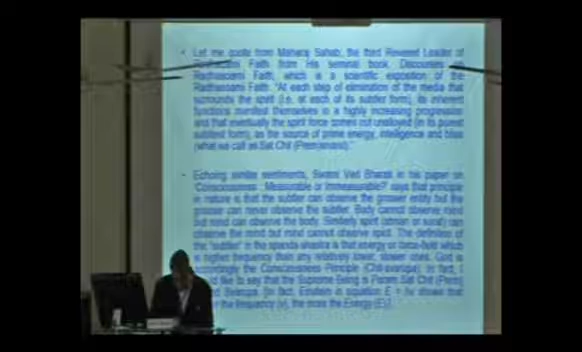 • Let me quote from Maharaj Sahab, the third Revered Leader of
Radhasoami Faith from His seminal book, Discourses on
Radhasoami Faith, which is a scientific exposition of the
Radhasoami Faith. "At each step of elimination of the media that
surrounds the spirit (i.e. at each of its subtler form), its inherent
functions manifest themselves in a highly increasing progression
and that eventually the spirit force comes out unalloyed (in its purest
subtlest form), as the source of prime energy, intelligence and bliss
(what we call as Sat Chit
• Echoing similar sentiments, Swami Ved Bharati in his paper on
'Consciousness : Measurable or Immeasurable?' says that principle
in nature is that the subtler can observe the grosser entity but the
grosser can never observe the subtler. Body cannot observe mind
but mind can observe the body. Similarly spirit (atman or surat) can
observe the mind but mind cannot observe spirit. The definition of
the "subtler" in the spanda-shastra is that energy or force-field which
is higher frequency than any relatively lower, slower ones. God is
accordingly the Consciousness Principle In fact, I
like to say that the Supreme Being is Param Sat Chit (Prem)
[In fact, Einstein in equation E = hν shows that
the frequency (ν), the more the Energy (E)].